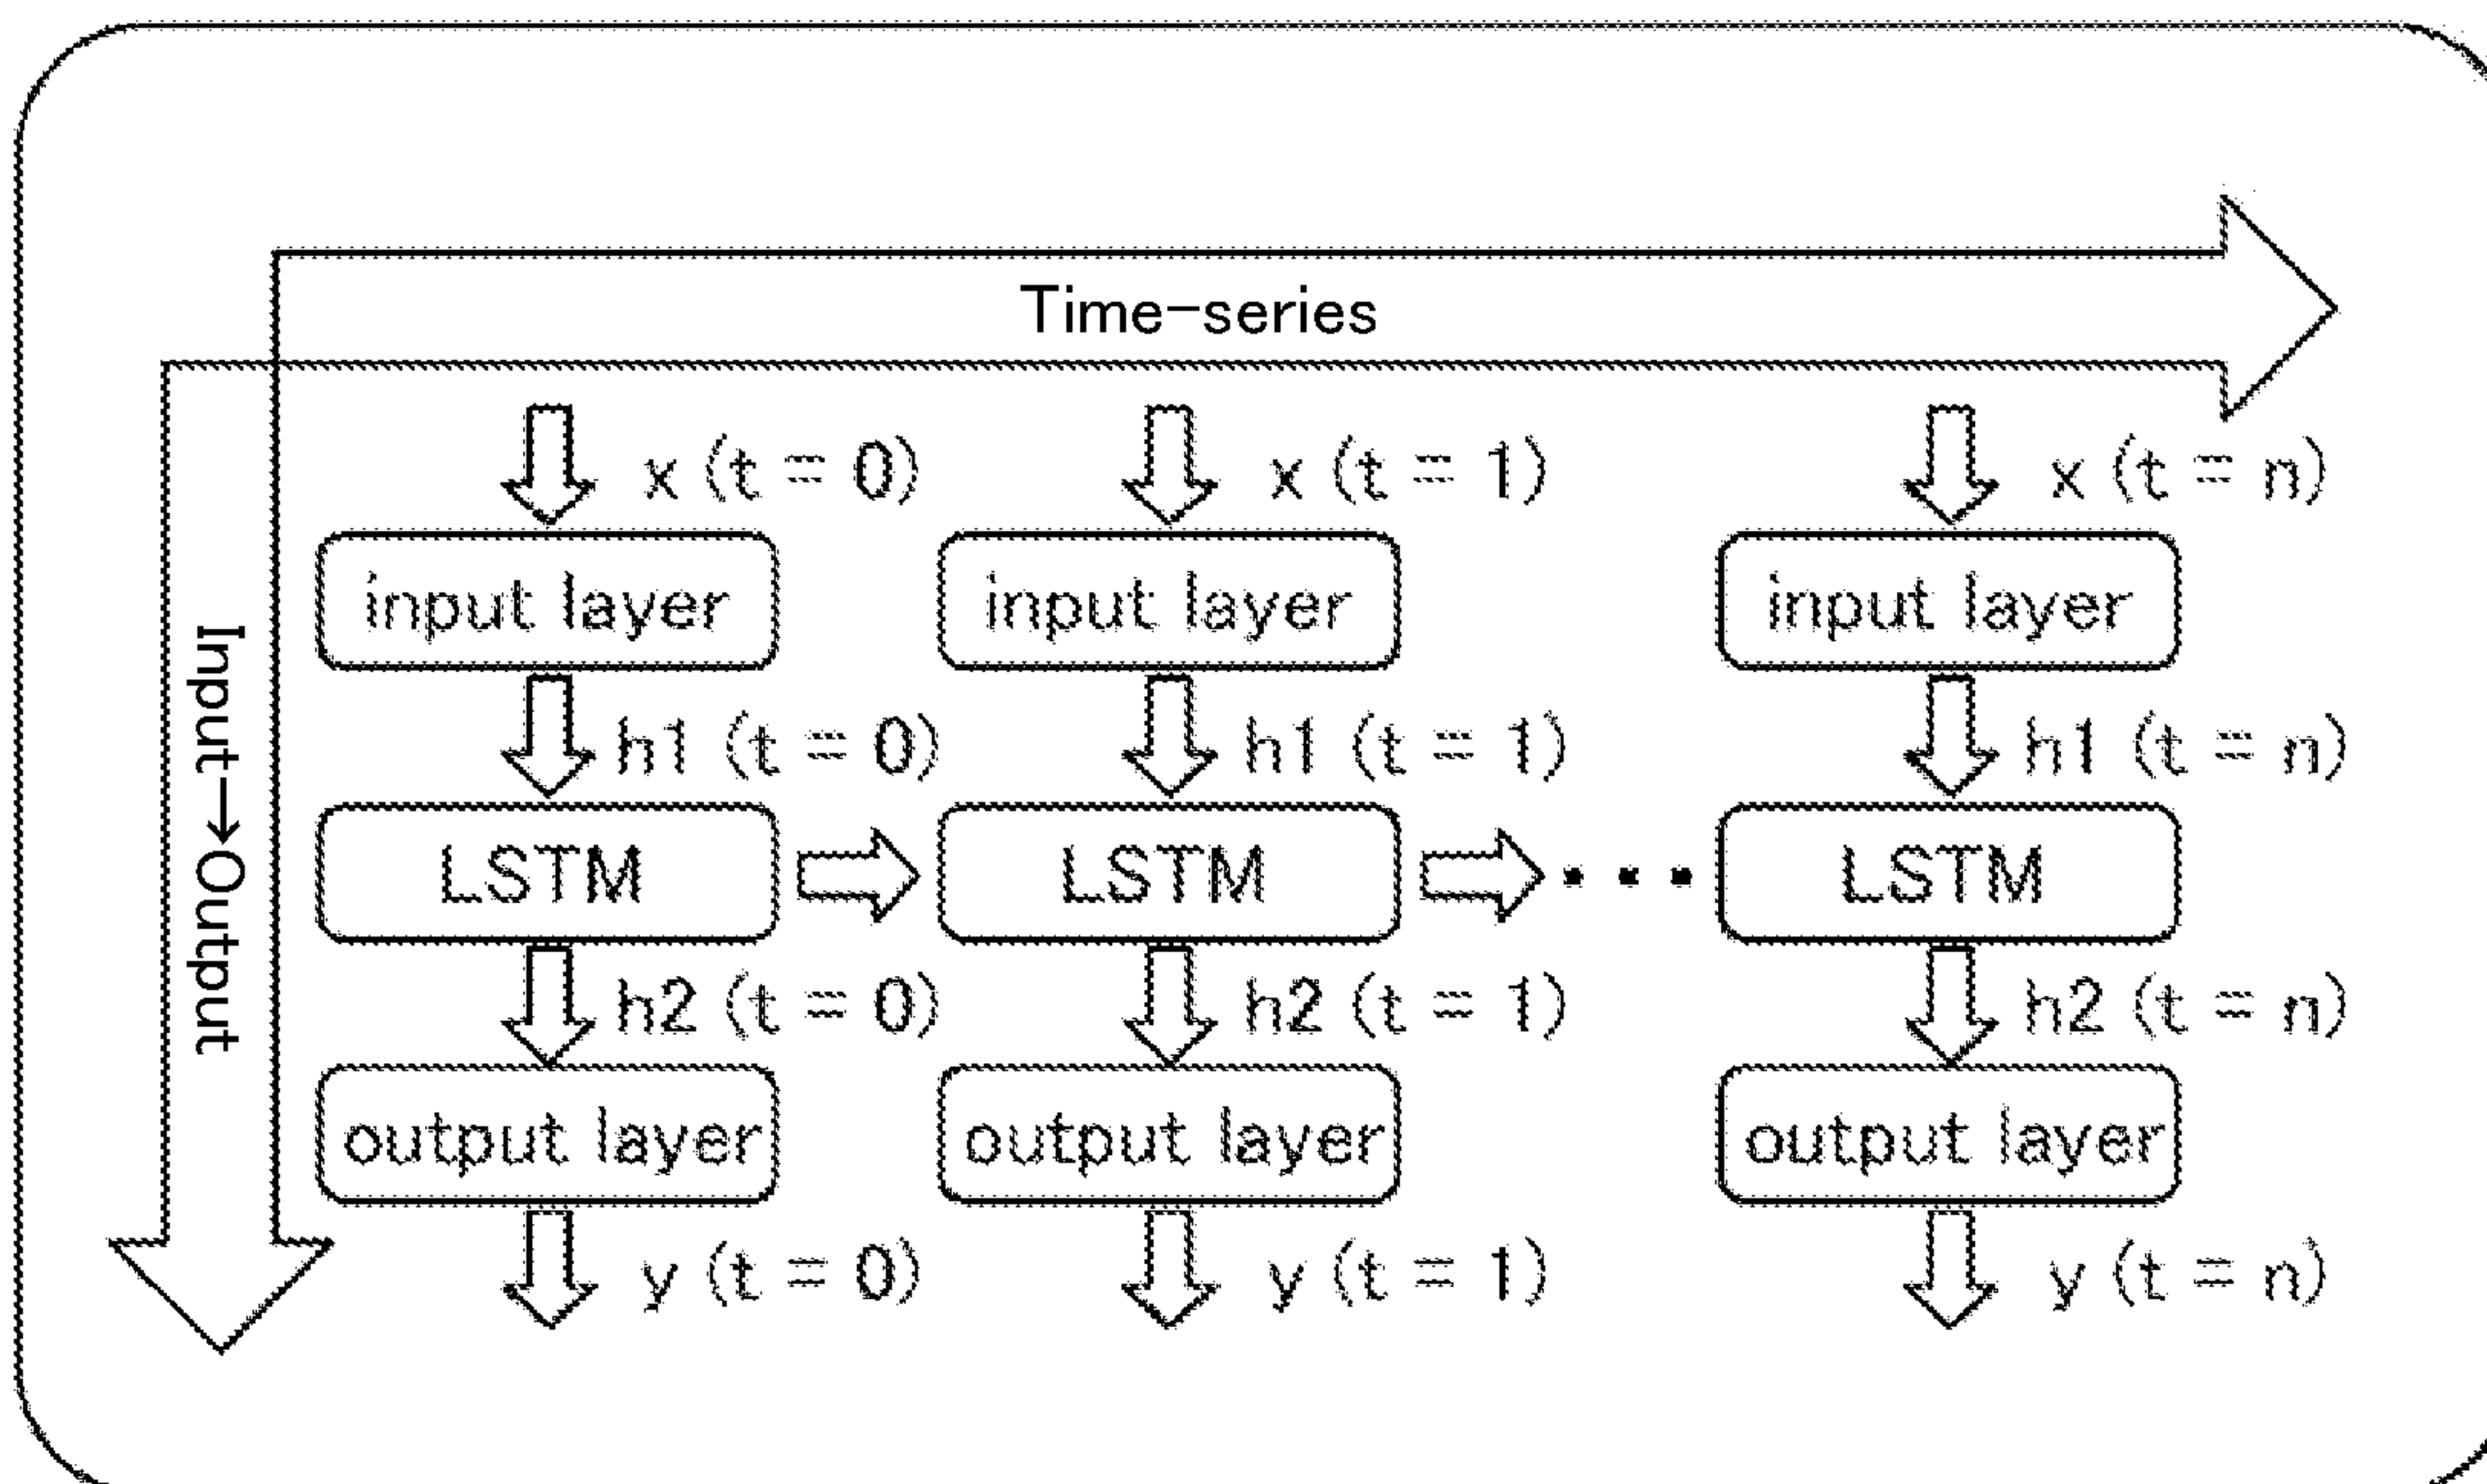 Time-series
Input→Output
x (t = 0) x (t = 1) x (t = n)
input layer input layer input layer
h1 (t = 0) h1 (t = 1) h1 (t = n)
LSTM LSTM ･･･ LSTM
h2 (t = 0) h2 (t = 1) h2 (t = n)
output layer output layer output layer
y (t = 0) y (t = 1) y (t = n)